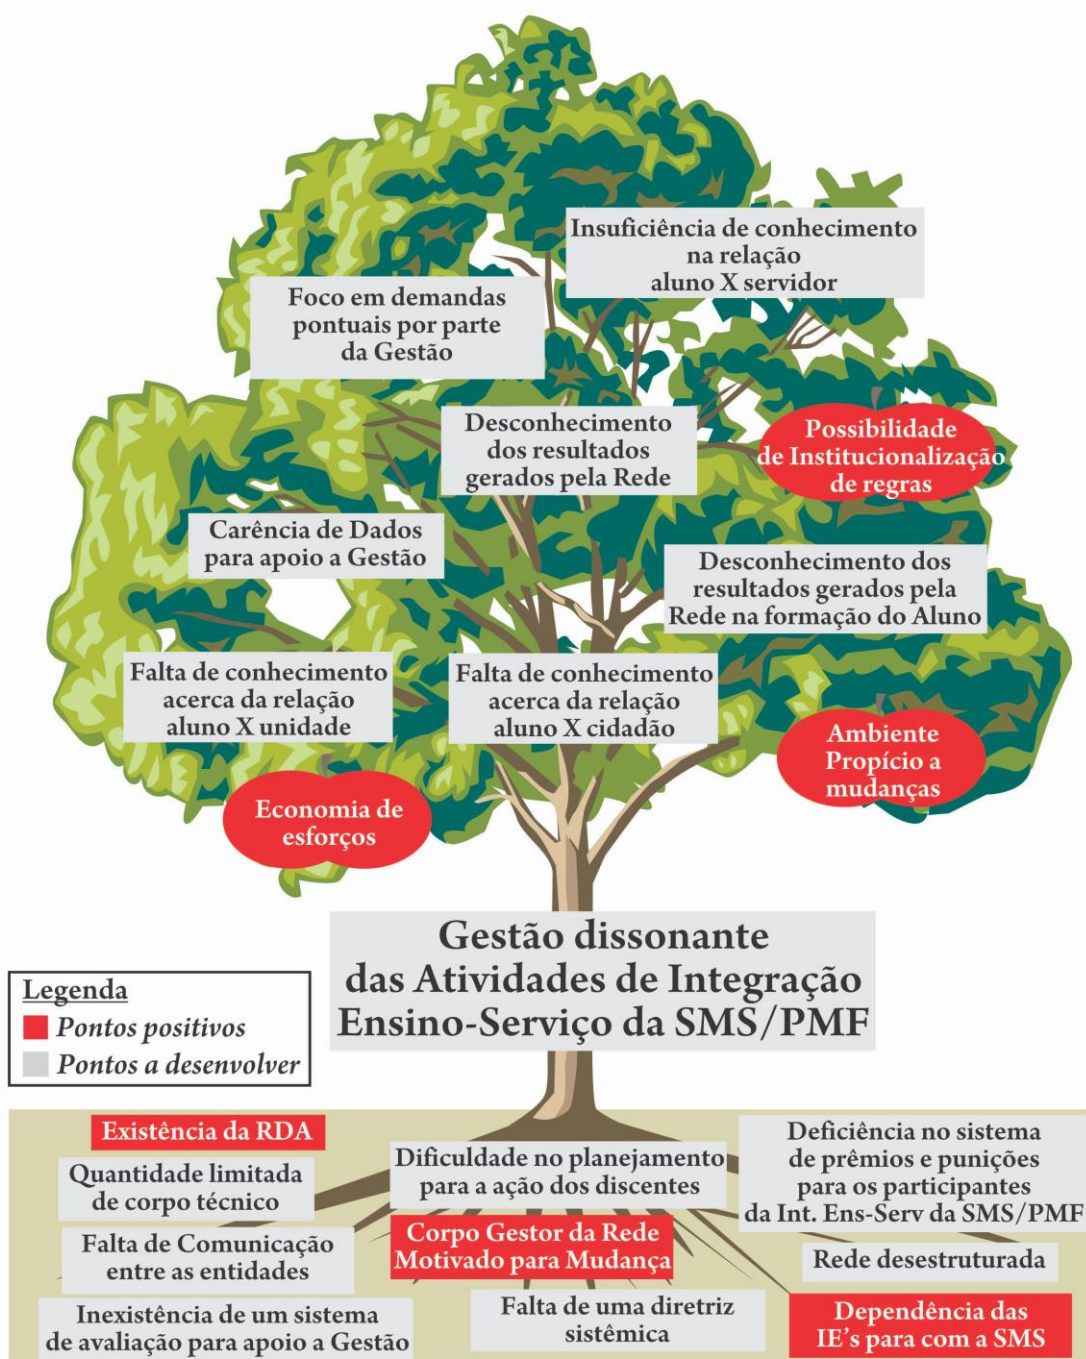 Insuficiência de conhecimento
na relação
aluno X servidor
Foco em demandas
pontuais por parte
da Gestão
Desconhecimento
dos resultados
gerados pela Rede
Possibilidade
de Institucionalização
de regras
Carência de Dados
para apoio a Gestão
Desconhecimento dos
resultados gerados pela
Rede na formação do Aluno
Falta de conhecimento
acerca da relação
aluno X unidade
Falta de conhecimento
acerca da relação
aluno X cidadão
Ambiente
Propício a
mudanças
Economia de
esforços
Gestão dissonante
das Atividades de Integração
Ensino-Serviço da SMS/PMF
Legenda
Pontos positivos
Pontos a desenvolver
Existência da RDA
Quantidade limitada
de corpo técnico
Falta de Comunicação
entre as entidades
Inexistência de um sistema
de avaliação para apoio a Gestão
Dificuldade no planejamento
para a ação dos discentes
Corpo Gestor da Rede
Motivado para Mudança
Falta de uma diretriz
sistêmica
Deficiência no sistema
de prêmios e punições
para os participantes
da Int. Ens-Serv da SMS/PMF
Rede desestruturada
Dependência das
IE's para com a SMS